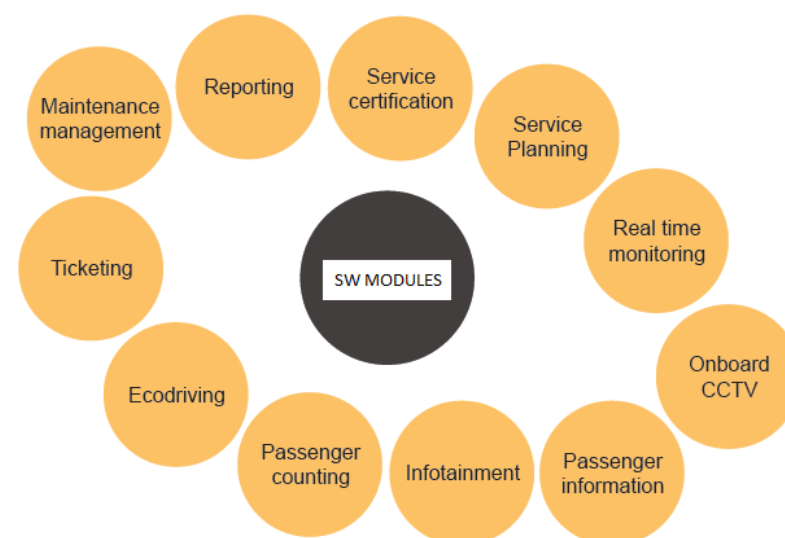 Reporting
Service
certification
Maintenance
management
Service
Planning
Real time
monitoring
Ticketing
SW MODULES
Onboard
CCTV
Ecodriving
Passenger
counting
Infotainment
Passenger
information